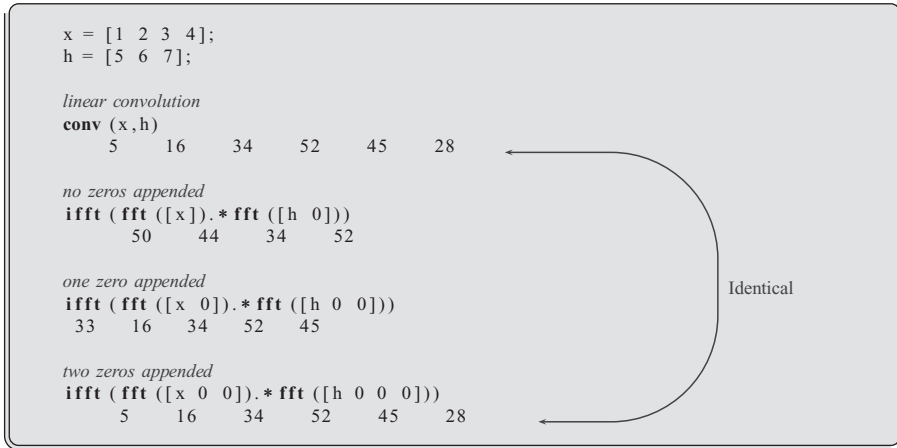 x = [1 2 3 4];
h = [5 6 7];
linear convolution
conv (x,h)
5 16 34 52 45 28
no zeros appended
ifft (fft ([x]).*fft ([h 0]))
50 44 34 52
one zero appended
ifft (fft ([x 0]).*fft ([h 0 0]))
33 16 34 52 45
Identical
two zeros appended
ifft (fft ([x 0 0]).*fft ([h 0 0 0]))
5 16 34 52 45 28